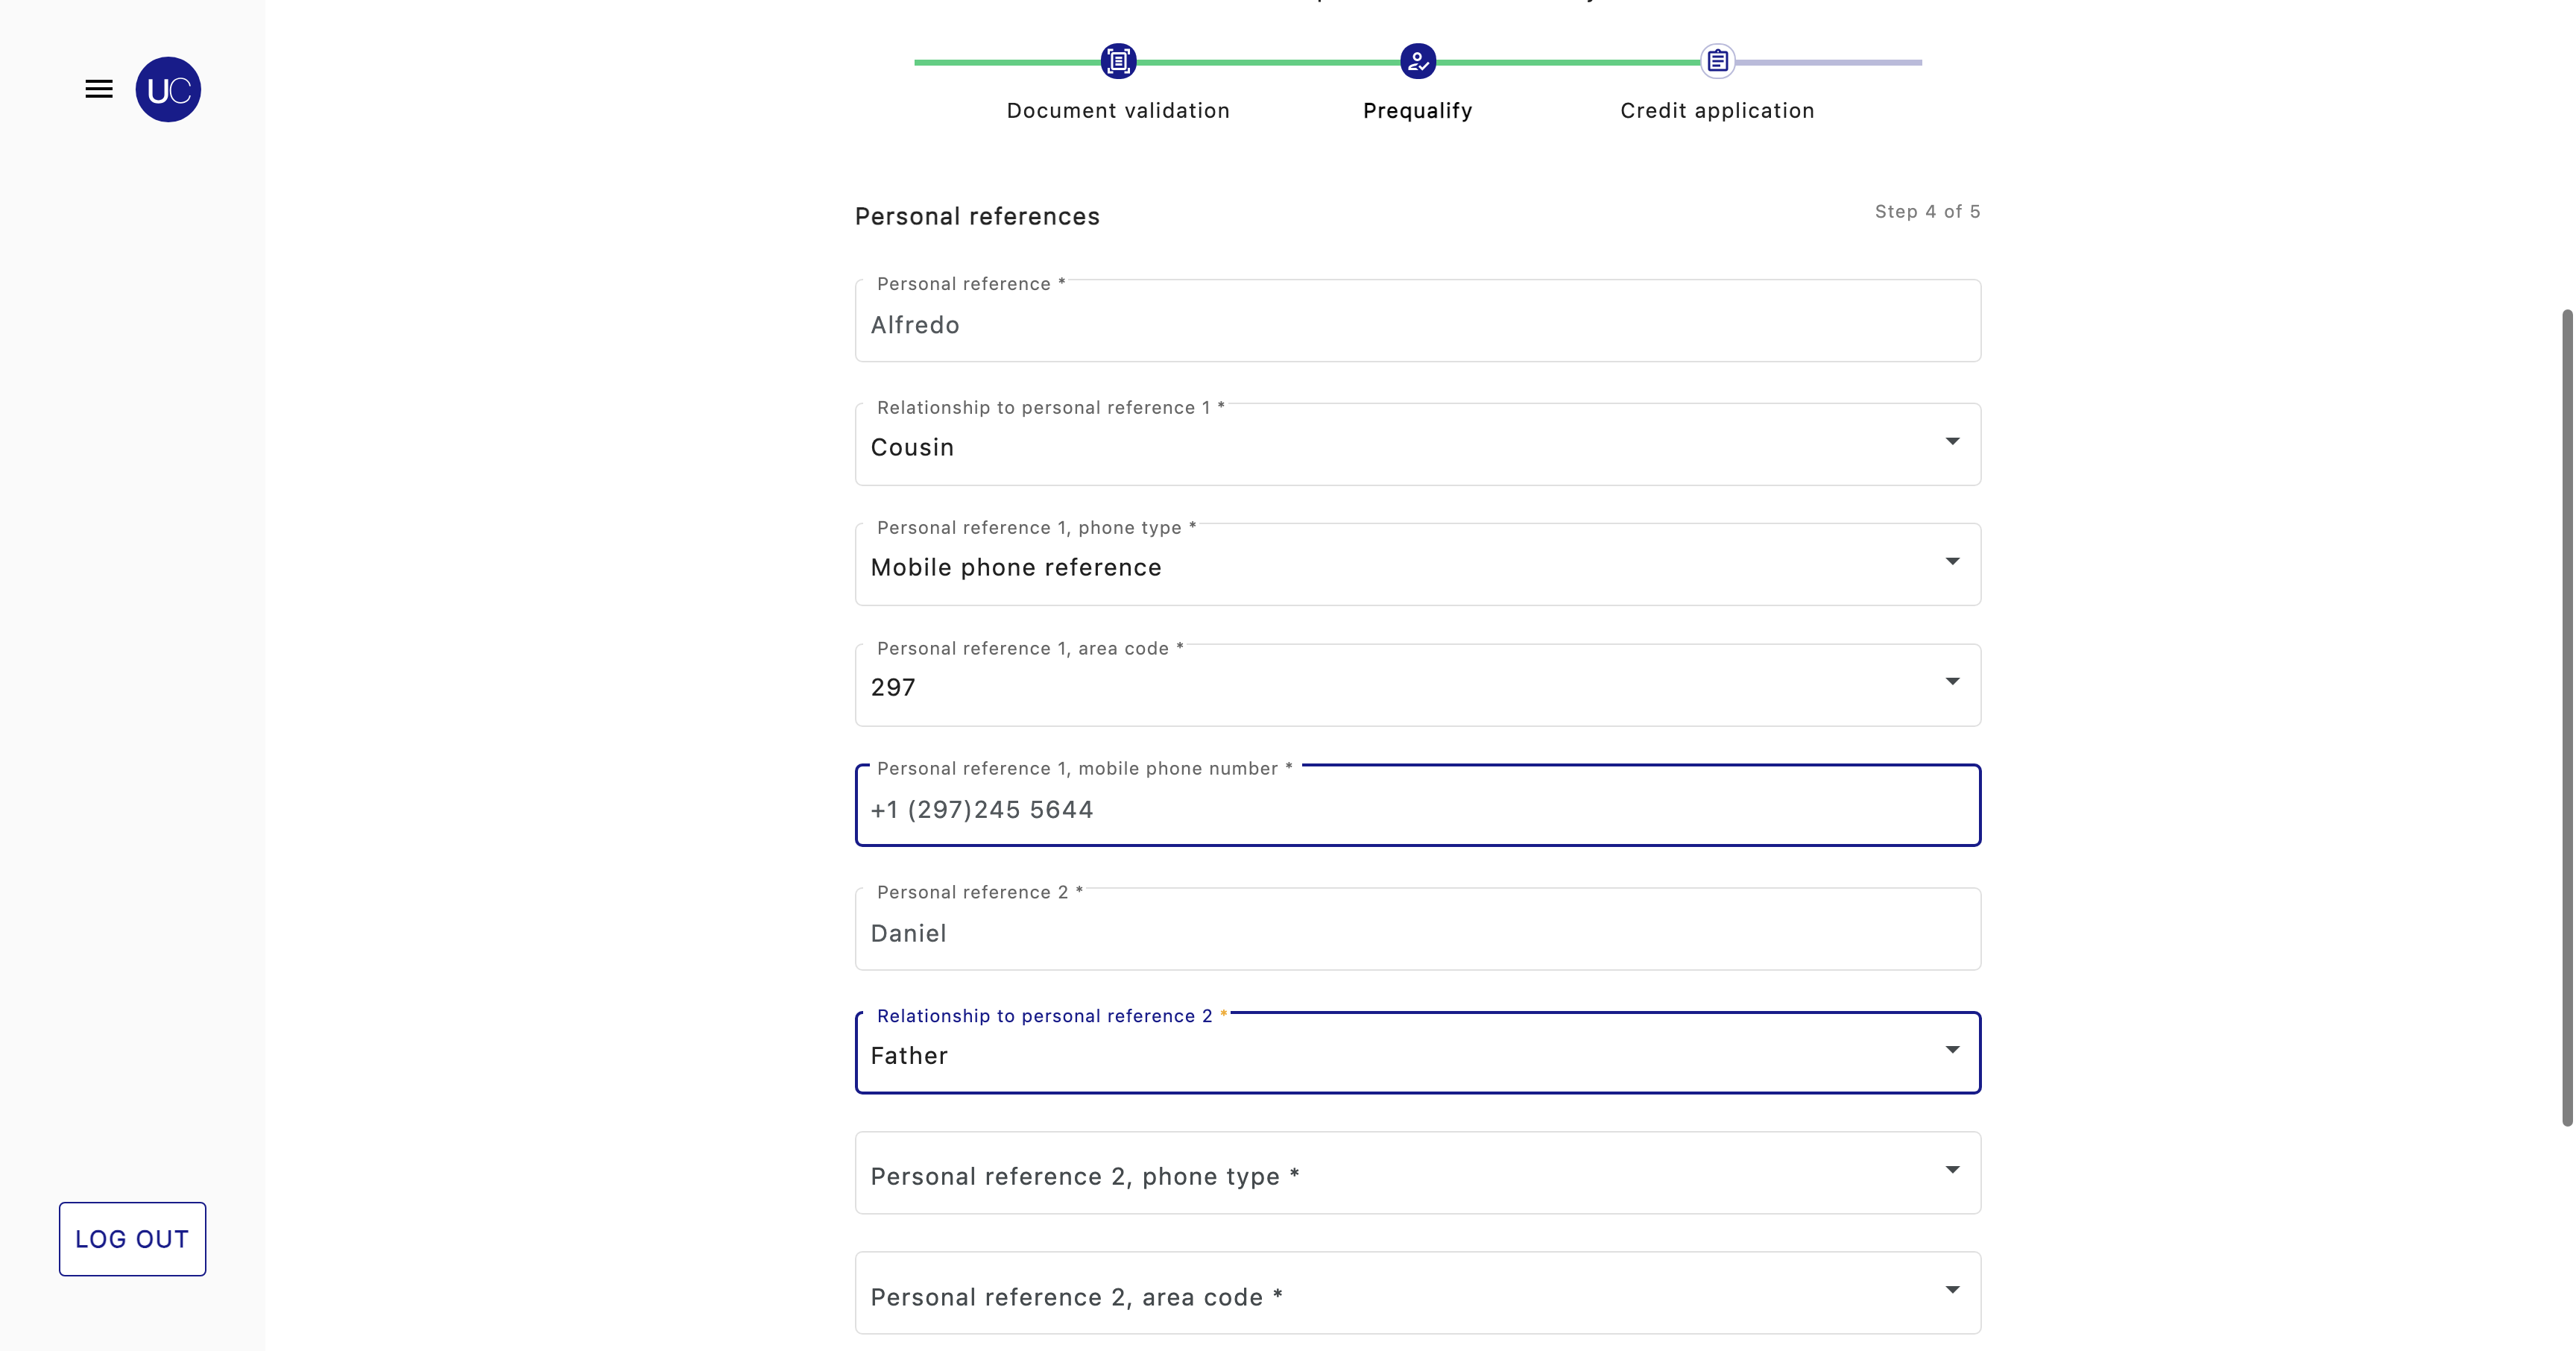 UC
Document validation
Prequalify
Credit application
Personal references
Step 4 of 5
Personal reference *
Alfredo
Relationship to personal reference 1 *
Cousin
Personal reference 1, phone type *
Mobile phone reference
Personal reference 1, area code *
297
Personal reference 1, mobile phone number *
+1 (297)245 5644
Personal reference 2 *
Daniel
Relationship to personal reference 2 *
Father
Personal reference 2, phone type *
Personal reference 2, area code *
LOG OUT